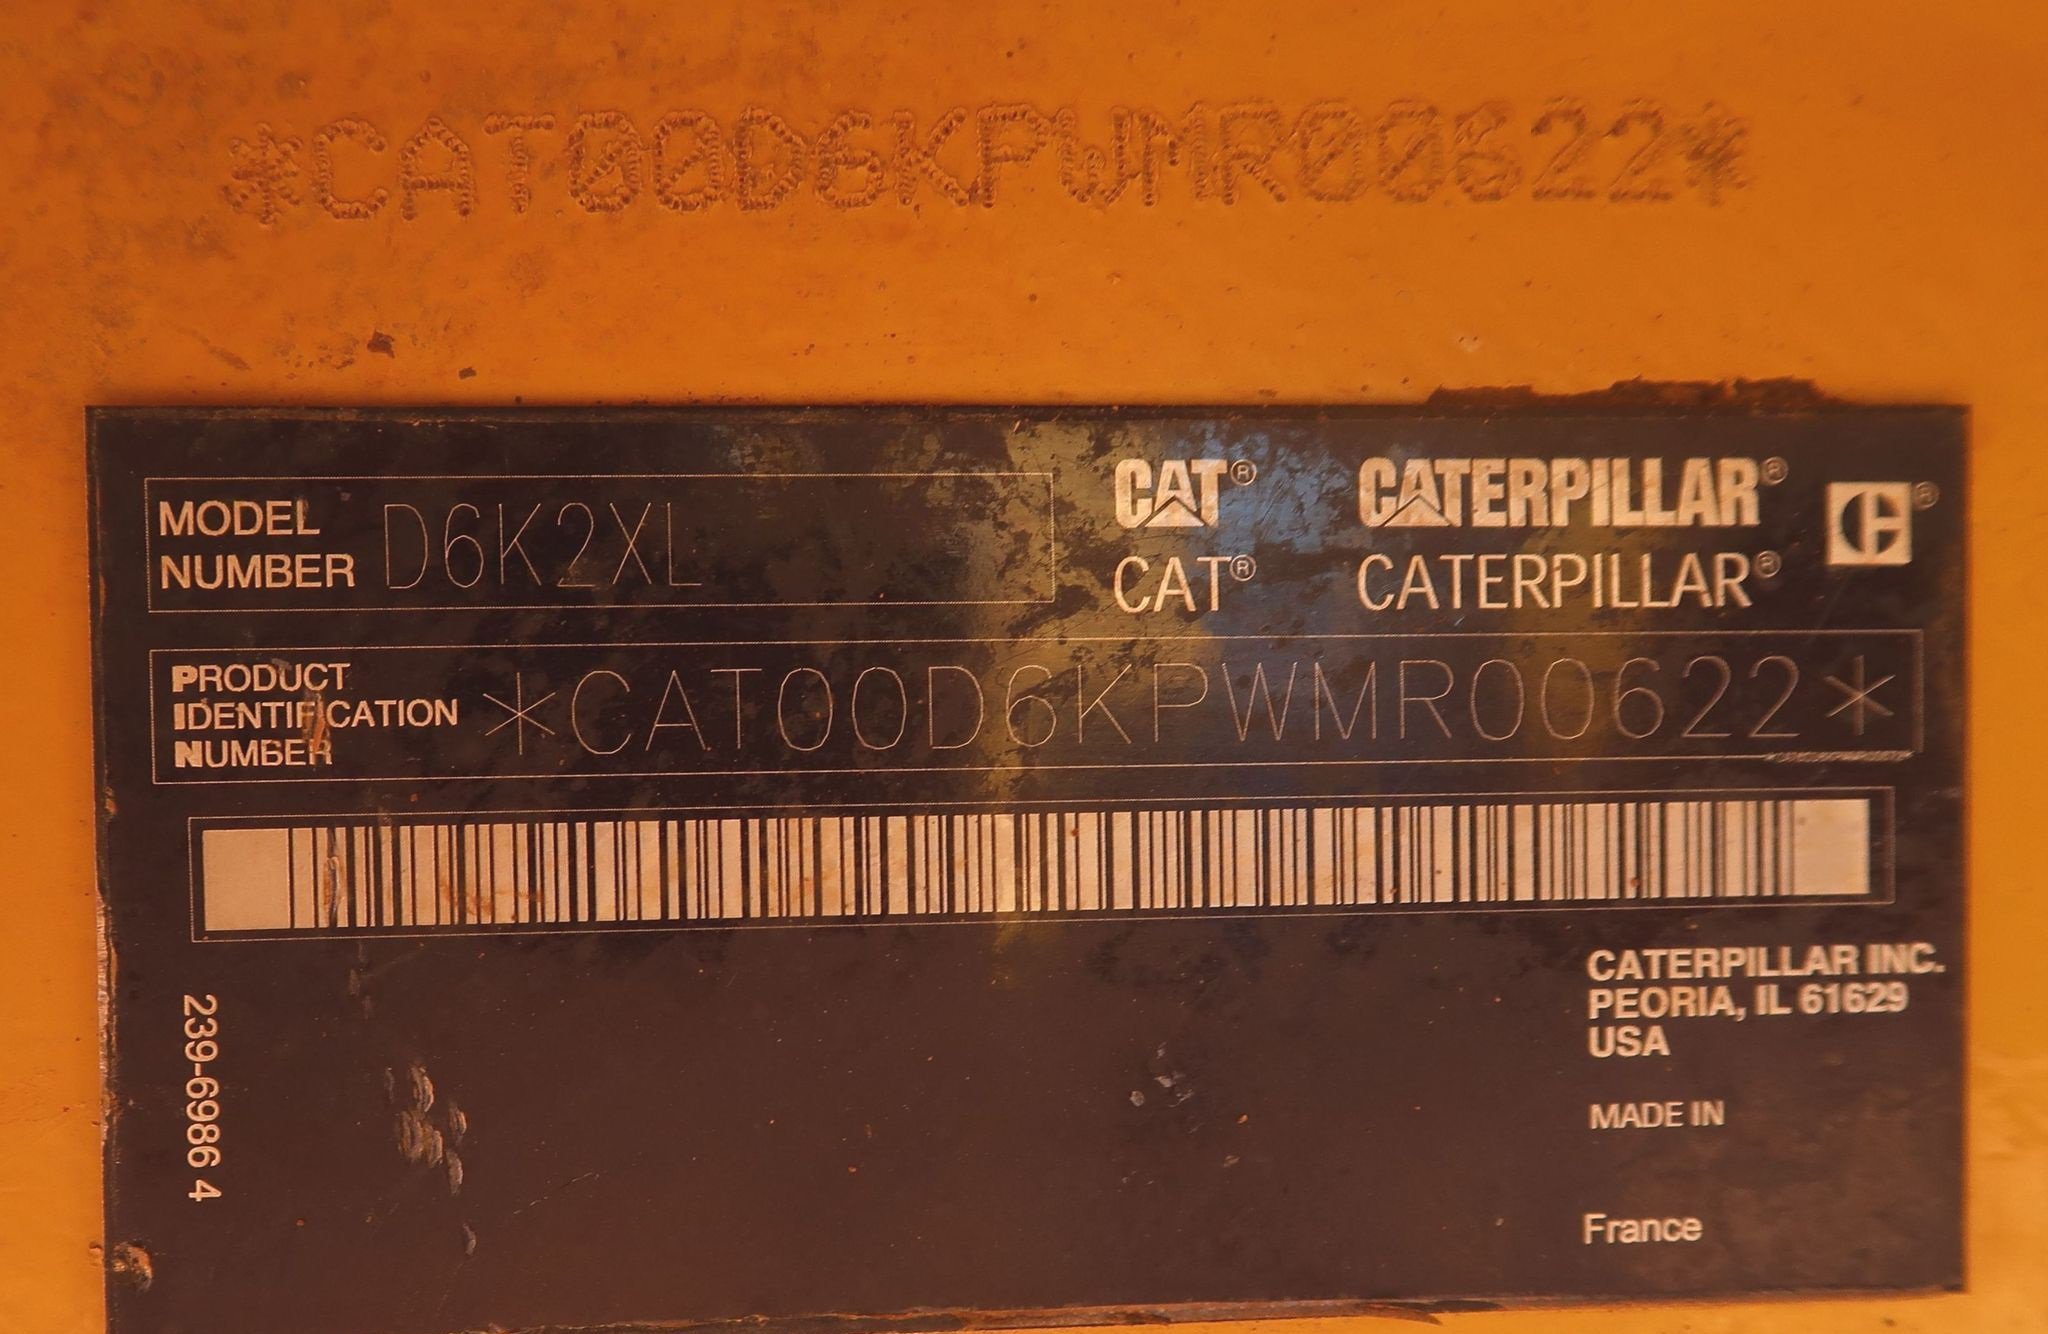 *CAT00D6KPWMR00622*
MODEL NUMBER D6K2XL
CAT® CATERPILLAR® C®
CAT® CATERPILLAR®
PRODUCT IDENTIFICATION NUMBER *CAT00D6KPWMR00622*
239-6986 4
CATERPILLAR INC.
PEORIA, IL 61629
USA
MADE IN
France